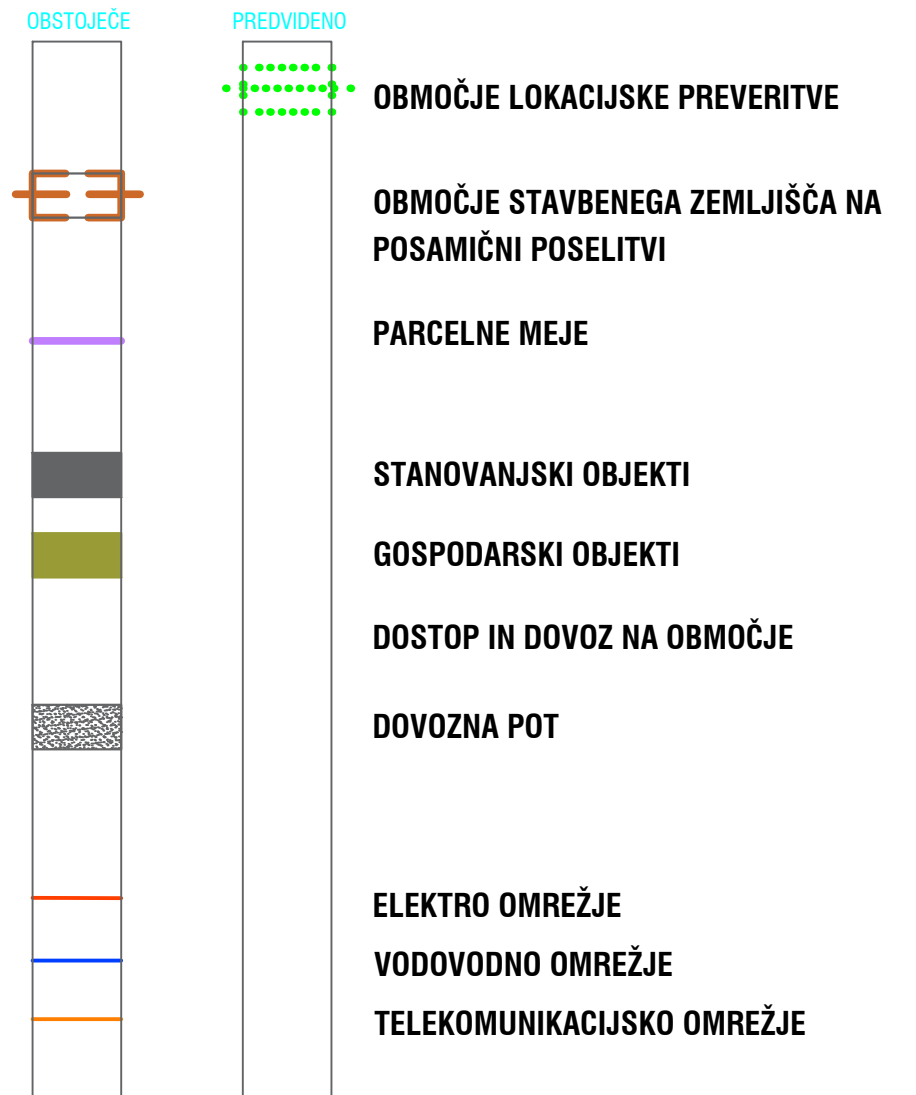 OBSTOJEČE PREDVIDENO
OBMOČJE LOKACIJSKE PREVERITVE
OBMOČJE STAVBENEGA ZEMLJIŠČA NA
POSAMIČNI POSELITVI
PARCELNE MEJE
STANOVANJSKI OBJEKTI
GOSPODARSKI OBJEKTI
DOSTOP IN DOVOZ NA OBMOČJE
DOVOZNA POT
ELEKTRO OMREŽJE
VODOVODNO OMREŽJE
TELEKOMUNIKACIJSKO OMREŽJE